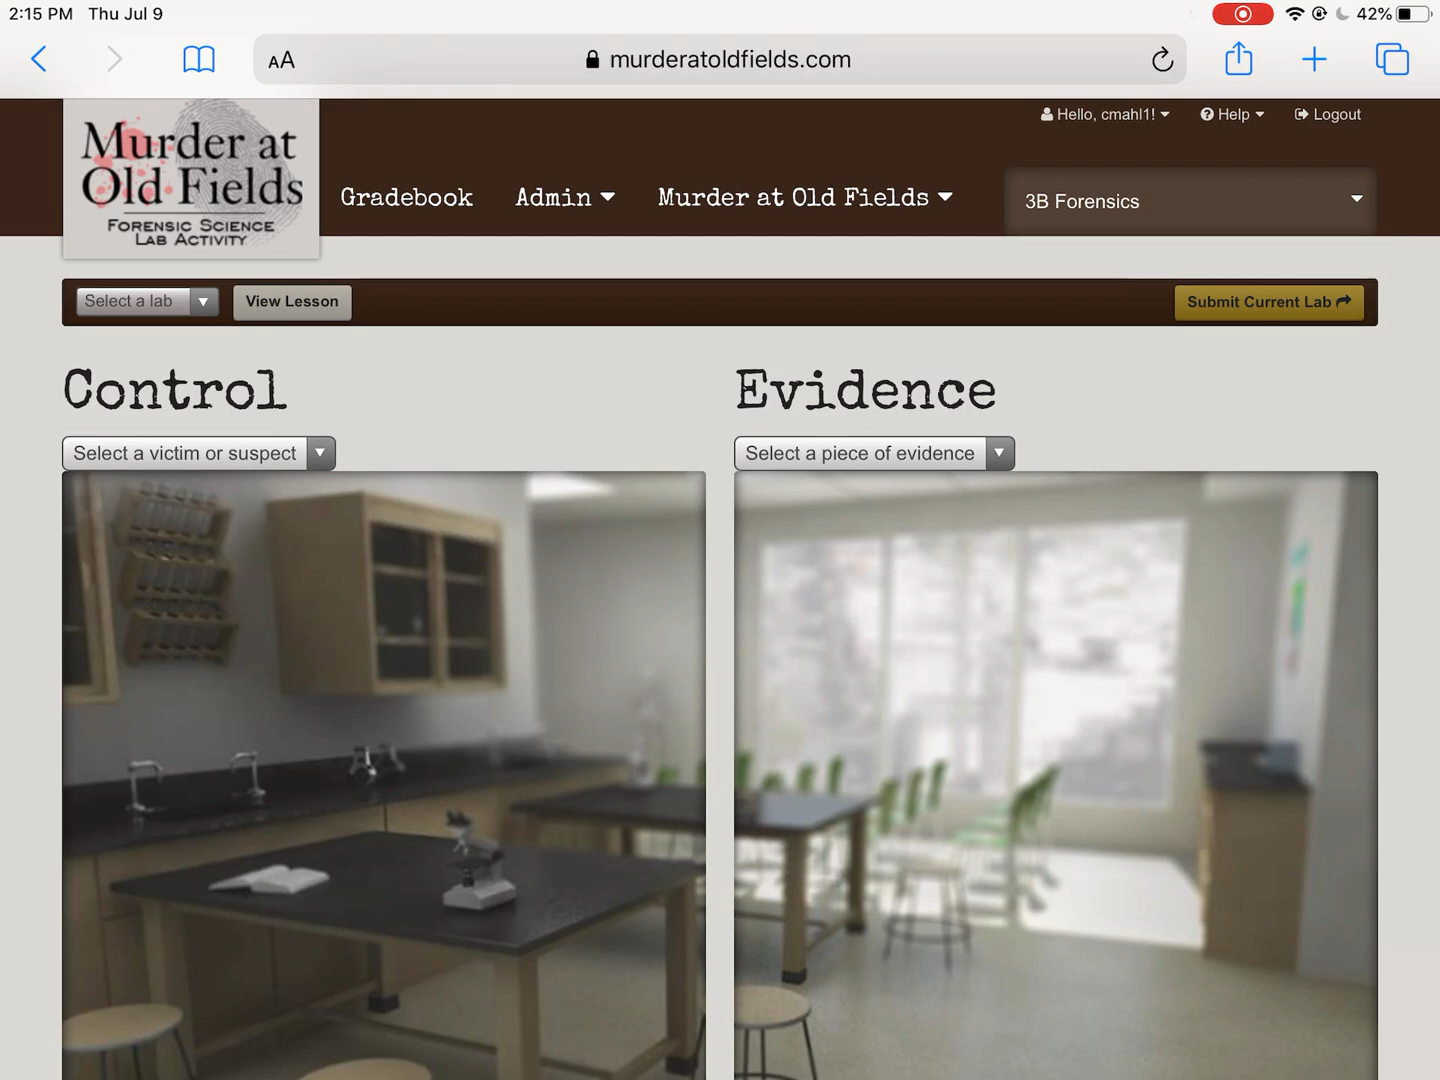 2:15 PM Thu Jul 9
42%
AA murderatoldfields.com
Hello, cmahl1! Help Logout
Murder at
Old Fields
FORENSIC SCIENCE
LAB ACTIVITY
Gradebook Admin Murder at Old Fields 3B Forensics
Select a lab View Lesson Submit Current Lab
Control Evidence
Select a victim or suspect Select a piece of evidence